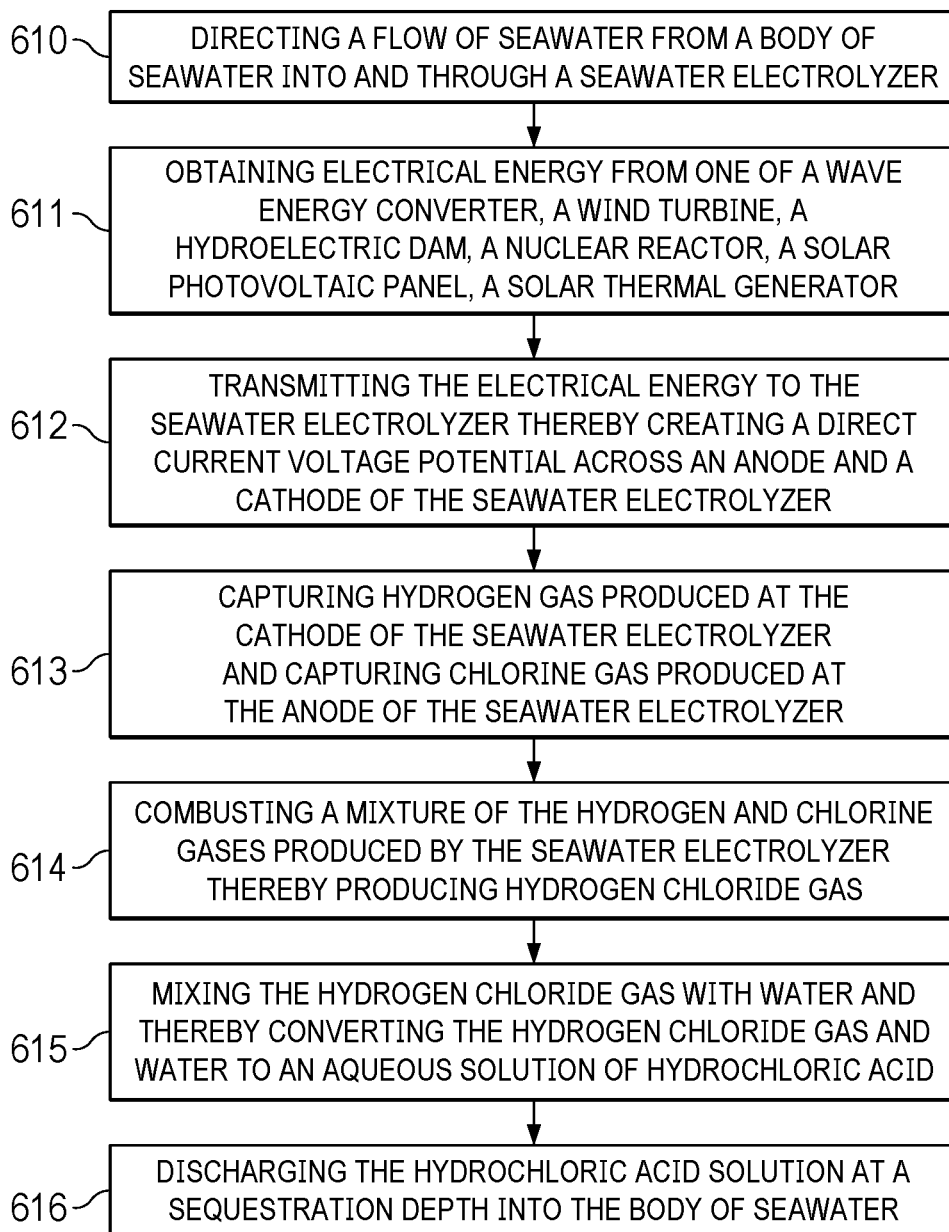 610
DIRECTING A FLOW OF SEAWATER FROM A BODY OF
SEAWATER INTO AND THROUGH A SEAWATER ELECTROLYZER
611
OBTAINING ELECTRICAL ENERGY FROM ONE OF A WAVE
ENERGY CONVERTER, A WIND TURBINE, A
HYDROELECTRIC DAM, A NUCLEAR REACTOR, A SOLAR
PHOTOVOLTAIC PANEL, A SOLAR THERMAL GENERATOR
612
TRANSMITTING THE ELECTRICAL ENERGY TO THE
SEAWATER ELECTROLYZER THEREBY CREATING A DIRECT
CURRENT VOLTAGE POTENTIAL ACROSS AN ANODE AND A
CATHODE OF THE SEAWATER ELECTROLYZER
613
CAPTURING HYDROGEN GAS PRODUCED AT THE
CATHODE OF THE SEAWATER ELECTROLYZER
AND CAPTURING CHLORINE GAS PRODUCED AT
THE ANODE OF THE SEAWATER ELECTROLYZER
614
COMBUSTING A MIXTURE OF THE HYDROGEN AND CHLORINE
GASES PRODUCED BY THE SEAWATER ELECTROLYZER
THEREBY PRODUCING HYDROGEN CHLORIDE GAS
615
MIXING THE HYDROGEN CHLORIDE GAS WITH WATER AND
THEREBY CONVERTING THE HYDROGEN CHLORIDE GAS AND
WATER TO AN AQUEOUS SOLUTION OF HYDROCHLORIC ACID
616
DISCHARGING THE HYDROCHLORIC ACID SOLUTION AT A
SEQUESTRATION DEPTH INTO THE BODY OF SEAWATER